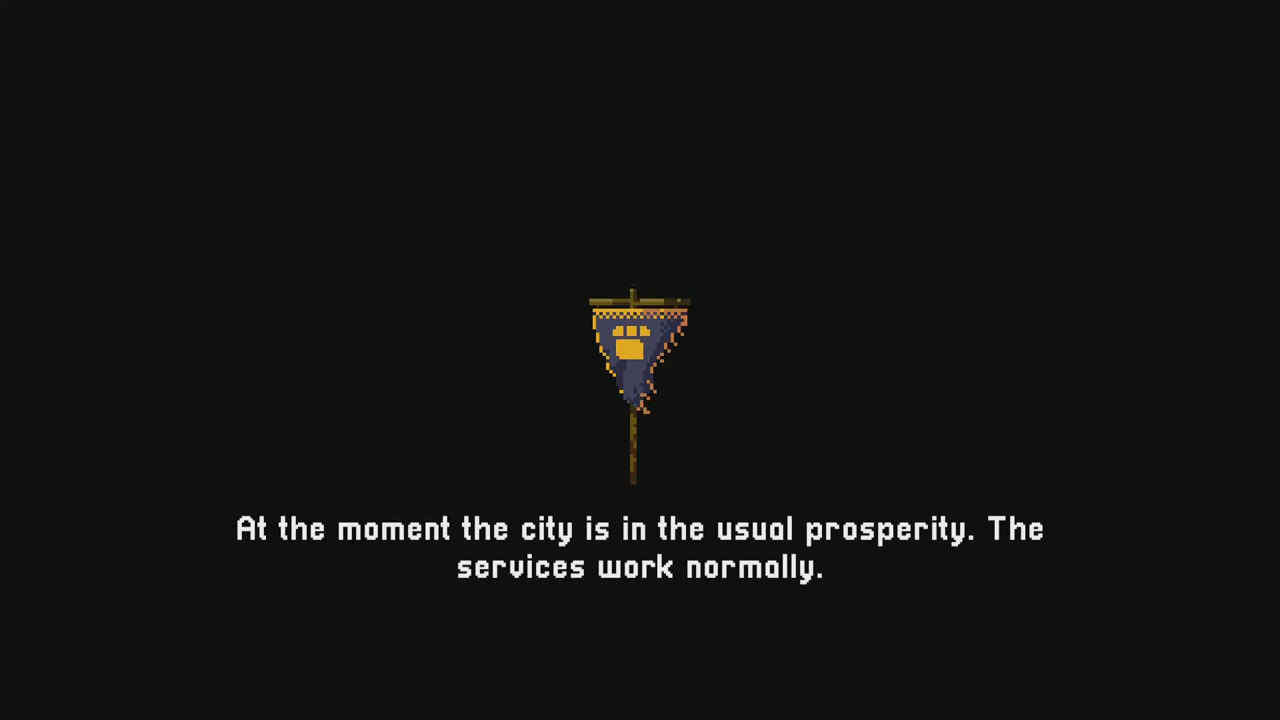 At the moment the city is in the usual prosperity. The
services work normally.